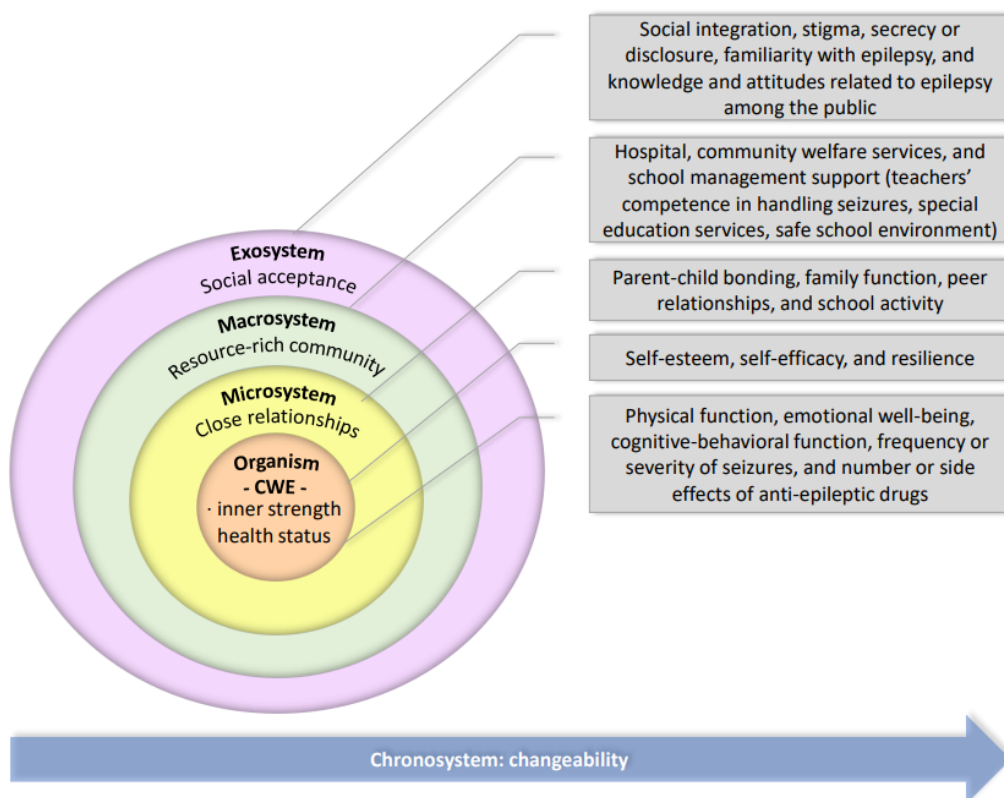 Social integration, stigma, secrecy or
disclosure, familiarity with epilepsy, and
knowledge and attitudes related to epilepsy
among the public
Hospital, community welfare services, and
school management support (teachers’
competence in handling seizures, special
education services, safe school environment)
Exosystem
Social acceptance
Parent-child bonding, family function, peer
relationships, and school activity
Macrosystem
Resource-rich community
Self-esteem, self-efficacy, and resilience
Microsystem
Close relationships
Physical function, emotional well-being,
cognitive-behavioral function, frequency or
severity of seizures, and number or side
effects of anti-epileptic drugs
Organism
- CWE -
· inner strength
health status
Chronosystem: changeability